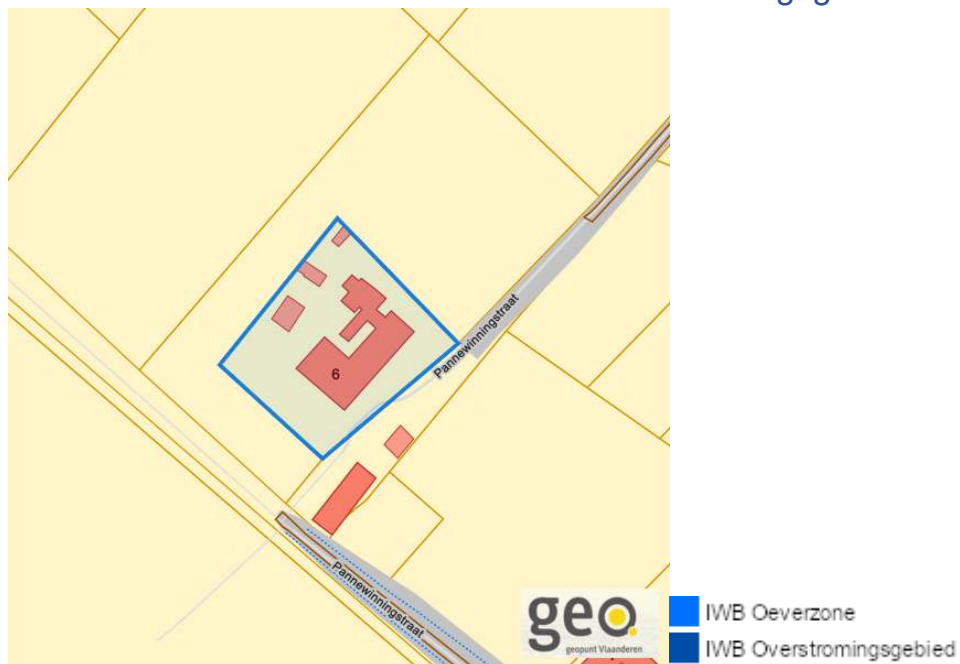 Pannewinningstraat
6
Pannewinningstraat
geo.
geopunt Vlaanderen
IWB Oeverzone
IWB Overstromingsgebied